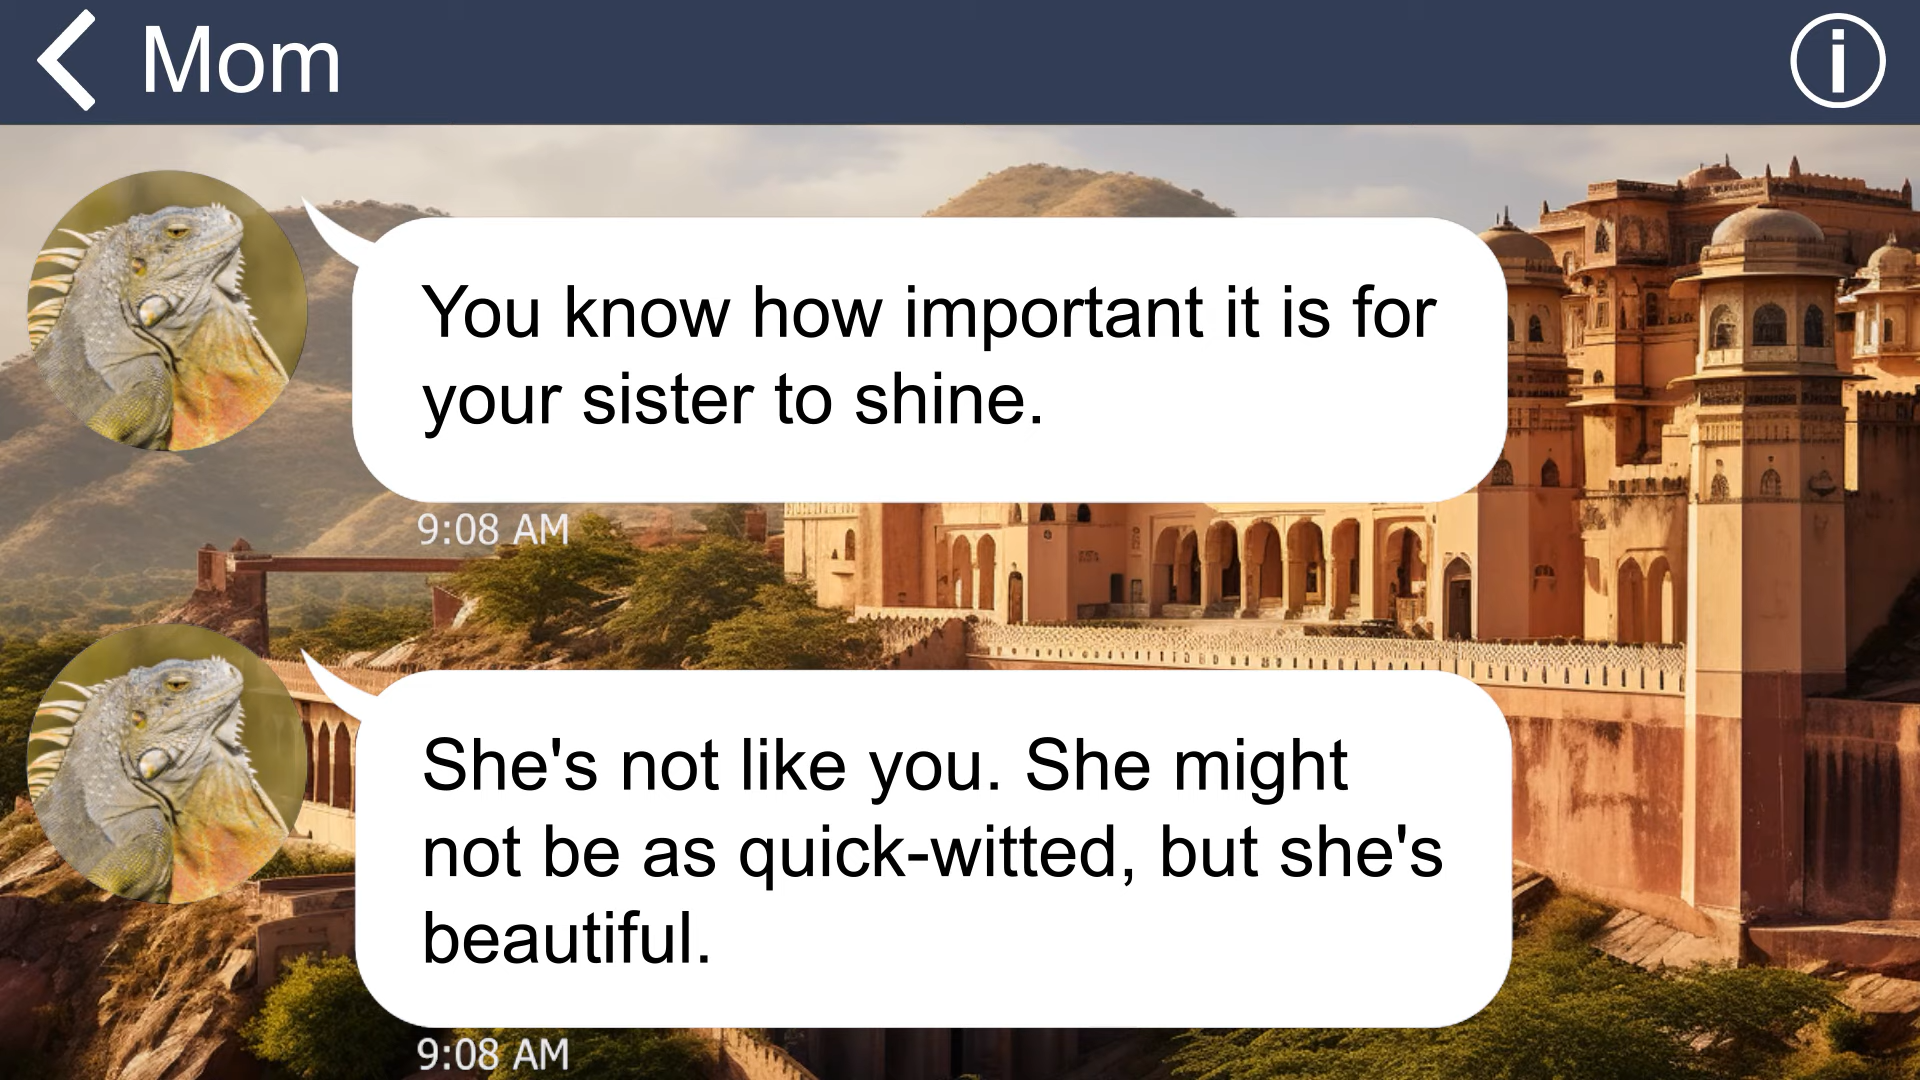 Mom
You know how important it is for
your sister to shine.
9:08 AM
She's not like you. She might
not be as quick-witted, but she's
beautiful.
9:08 AM